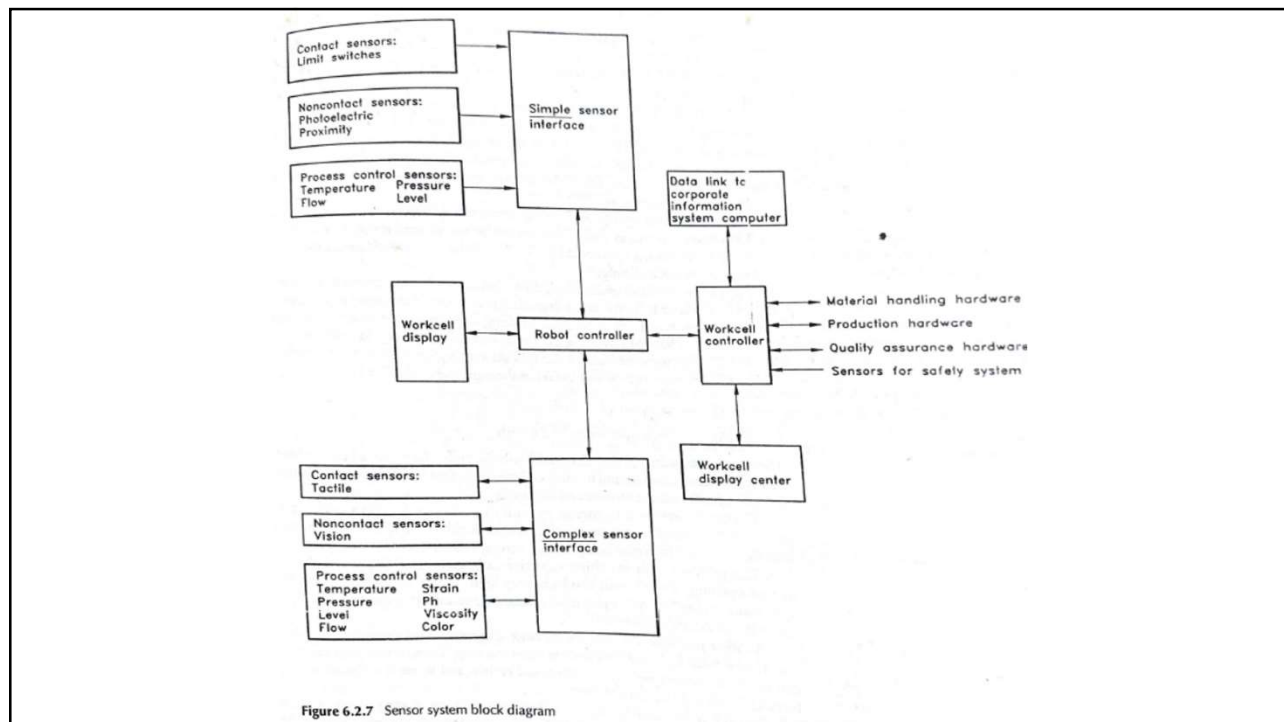 Contact sensors:
Limit switches
Noncontact sensors:
Photoelectric
Proximity
Process control sensors:
Temperature Pressure
Flow Level
Simple sensor
interface
Data link tc
corporate
information
system computer
Workcell
display
Robot controller
Workcell
controller
Material handling hardware
Production hardware
Quality assurance hardware
Sensors for safety system
Workcell
display center
Contact sensors:
Tactile
Noncontact sensors:
Vision
Process control sensors:
Temperature Strain
Pressure Ph
Level Viscosity
Flow Color
Complex sensor
interface
Figure 6.2.7 Sensor system block diagram